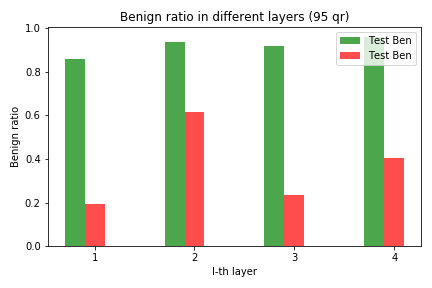 Benign ratio in different layers (95 qr)
Test Ben
Test Ben
Benign ratio
1.0
0.8
0.6
0.4
0.2
0.0
1 2 3 4
l-th layer